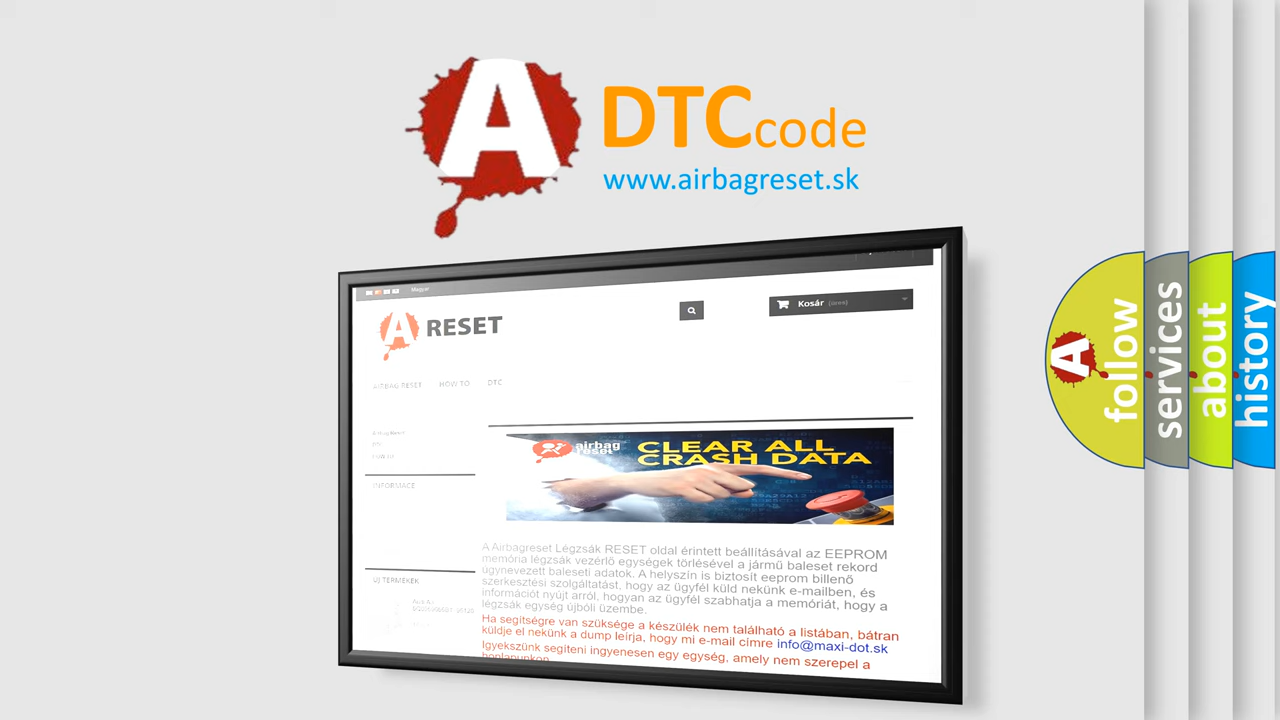 A DTCcode
www.airbagreset.sk
Magyar
A RESET
Kosár (üres)
AIRBAG RESET HOW TO DTC
INFORMACE
airbag
reset
CLEAR ALL
CRASH DATA
A Airbagreset Légzsák RESET oldal érintett beállításával az EEPROM
memória légzsák vezérlő egységek törlésével a jármű baleset rekord
úgynevezett baleseti adatok. A helyszín is biztosít eeprom billenő
szerkesztési szolgáltatást, hogy az ügyfél küld nekünk e-mailben, és
információt nyújt arról, hogyan az ügyfél szabhatja a memóriát, hogy a
légzsák egység újbóli üzembe.
Ha segítségre van szüksége a készülék nem található a listában, bátran
küldje el nekünk a dump leírja, hogy mi e-mail címre info@maxi-dot.sk
Igyekszünk segíteni ingyenesen egy egység, amely nem szerepel a
honlapunkon
ÚJ TERMÉKEK
A follow
services
about
history